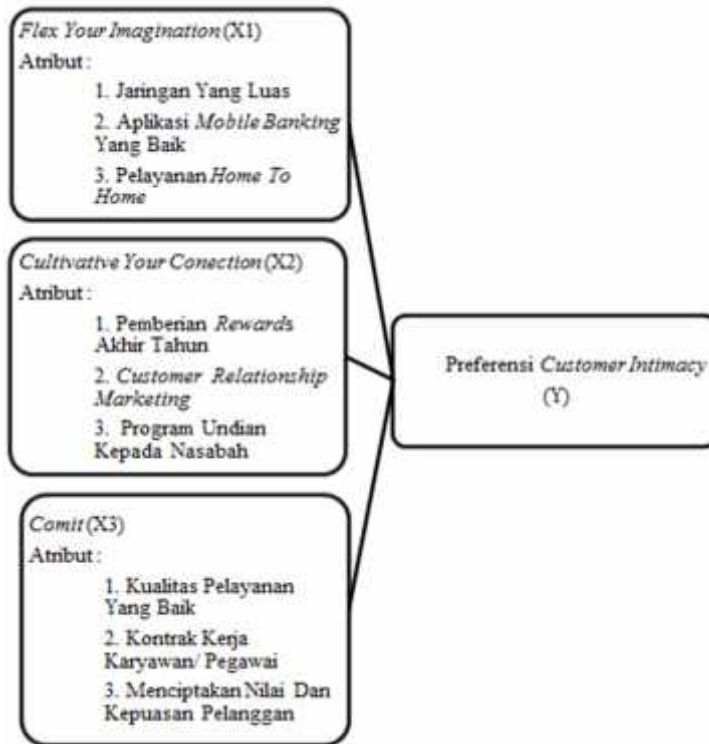 Flex Your Imagination (X1)
Atribut :
1. Jaringan Yang Luas
2. Aplikasi Mobile Banking
Yang Baik
3. Pelayanan Home To
Home
Cultivative Your Conection (X2)
Atribut :
1. Pemberian Rewards
Akhir Tahun
2. Customer Relationship
Marketing
3. Program Undian
Kepada Nasabah
Comit (X3)
Atribut :
1. Kualitas Pelayanan
Yang Baik
2. Kontrak Kerja
Karyawan/ Pegawai
3. Menciptakan Nilai Dan
Kepuasan Pelanggan
Preferensi Customer Intimacy
(Y)